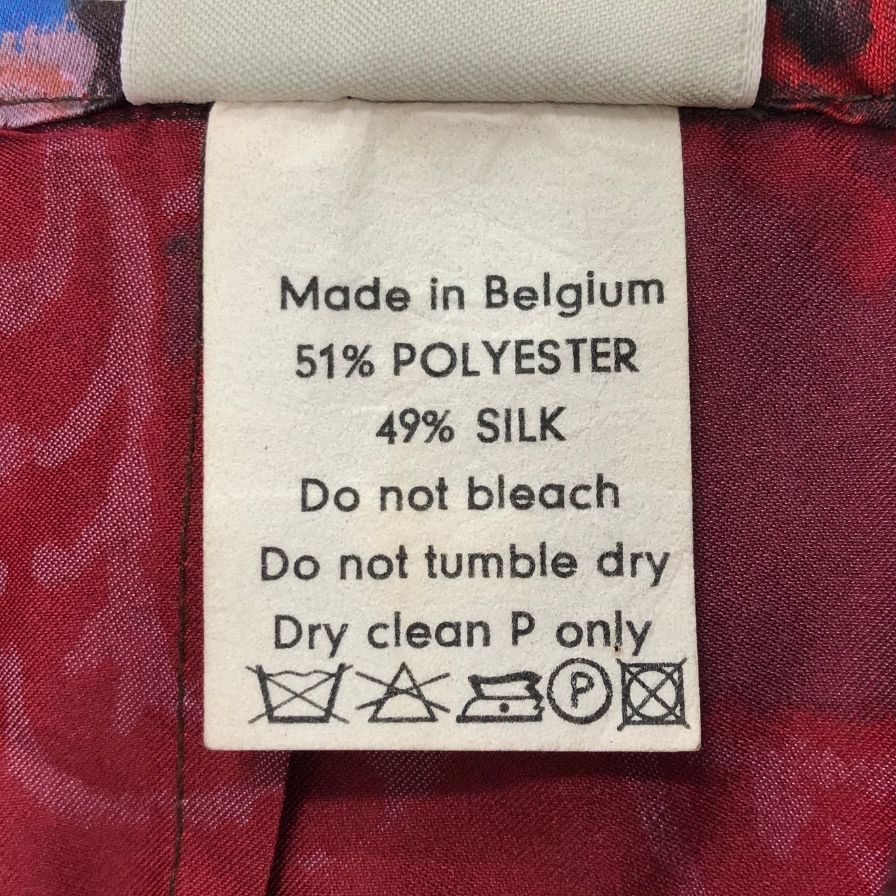 Made in Belgium
51% POLYESTER
49% SILK
Do not bleach
Do not tumble dry
Dry clean P only
P